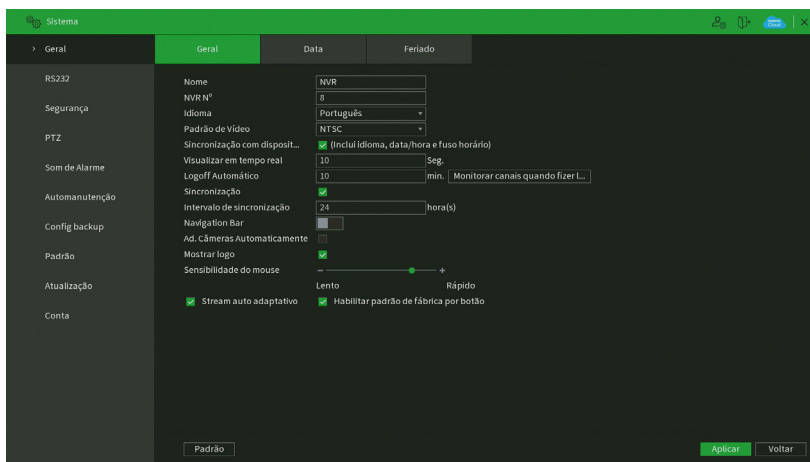 Sistema
Cloud
Geral
RS232
Segurança
PTZ
Som de Alarme
Automanutenção
Config backup
Padrão
Atualização
Conta
Geral Data Feriado
Nome NVR
NVR Nº 8
Idioma Português
Padrão de Vídeo NTSC
Sincronização com disposit... (Inclui idioma, data/hora e fuso horário)
Visualizar em tempo real 10 Seg.
Logoff Automático 10 min. Monitorar canais quando fizer l...
Sincronização
Intervalo de sincronização 24 hora(s)
Navigation Bar
Ad. Câmeras Automaticamente
Mostrar logo
Sensibilidade do mouse - +
Lento Rápido
Stream auto adaptativo Habilitar padrão de fábrica por botão
Padrão Aplicar Voltar